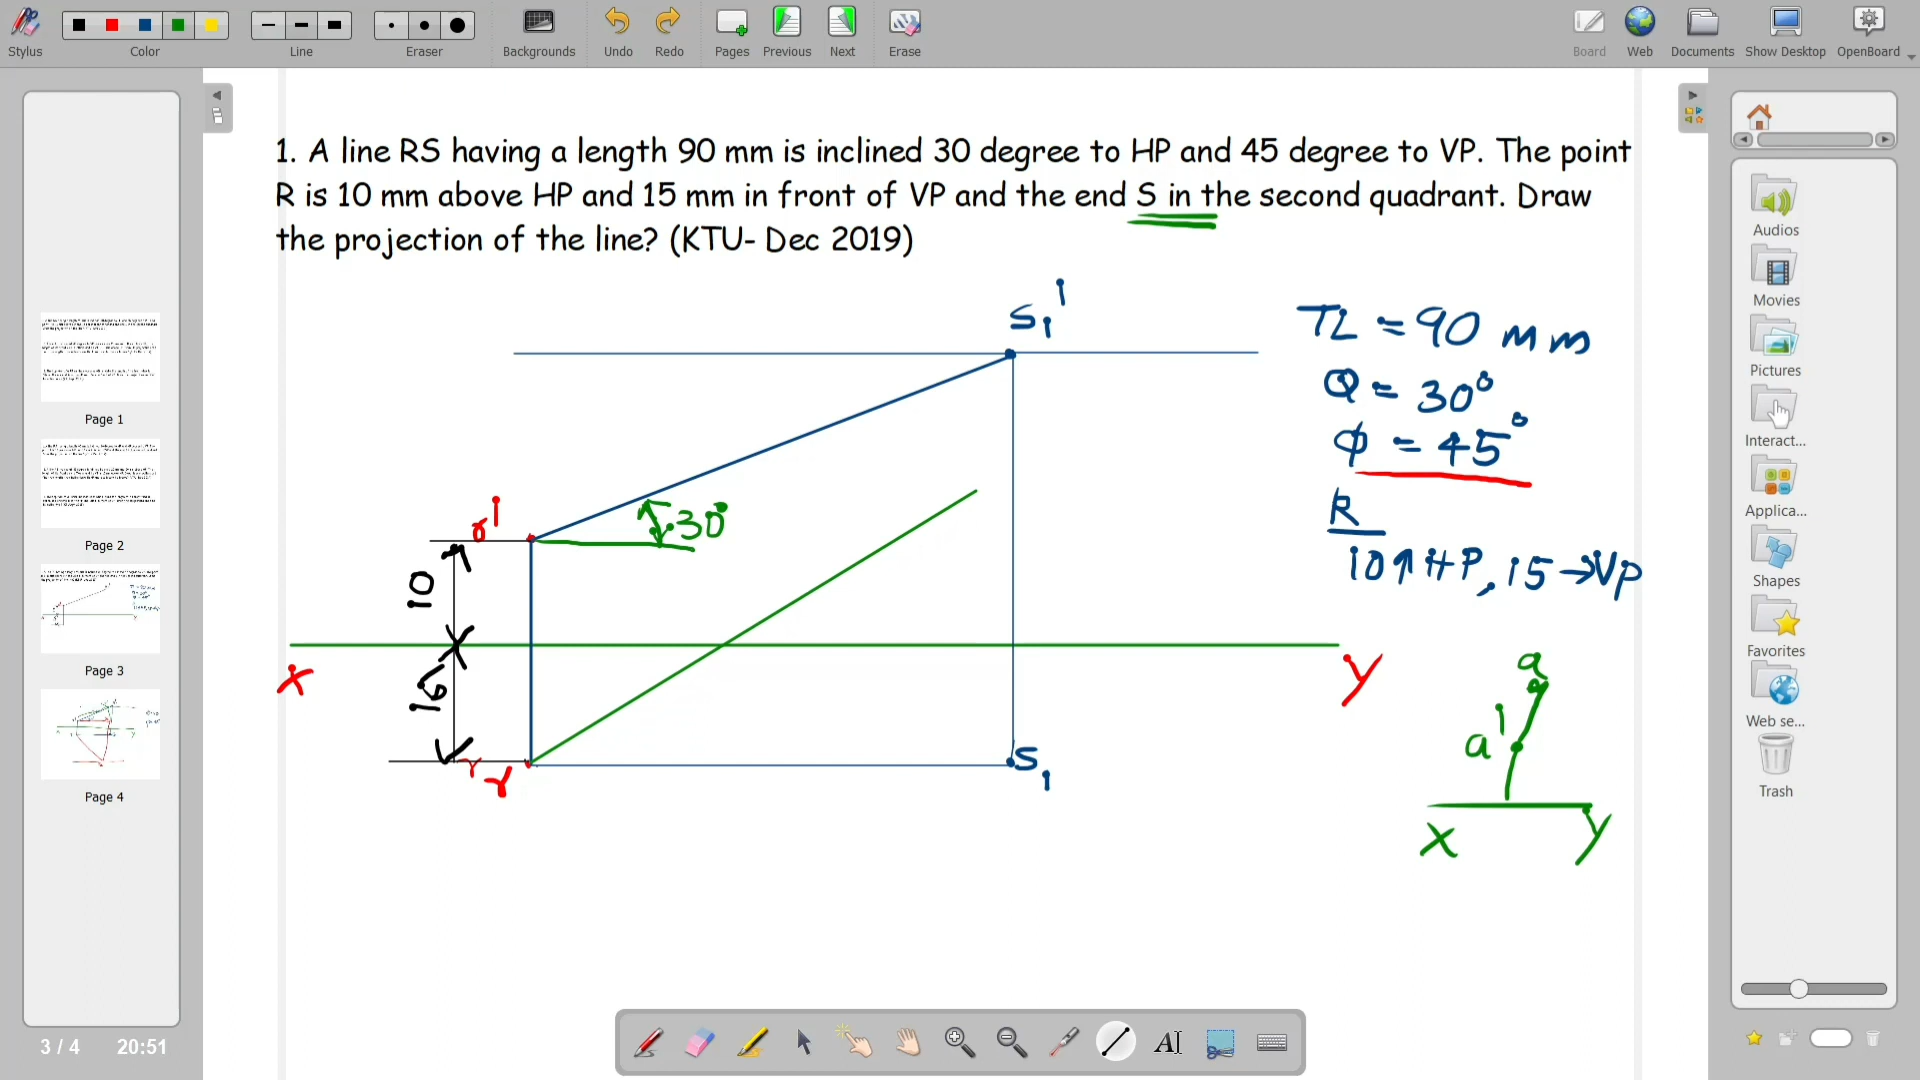 Stylus
Color
Line
Eraser
Backgrounds
Undo
Redo
Pages
Previous
Next
Erase
Board
Web
Documents
Show Desktop
OpenBoard
1. A line RS having a length 90 mm is inclined 30 degree to HP and 45 degree to VP. The point
R is 10 mm above HP and 15 mm in front of VP and the end S in the second quadrant. Draw
the projection of the line? (KTU- Dec 2019)
s₁'
TL = 90 mm
θ = 30°
φ = 45°
R
10↑HP, 15→VP
r'
30°
10
15
x
y
r
r
s₁
a
a'
x
y
Page 1
Page 2
Page 3
Page 4
3 / 4
20:51
Audios
Movies
Pictures
Interact...
Applica...
Shapes
Favorites
Web se...
Trash
AI